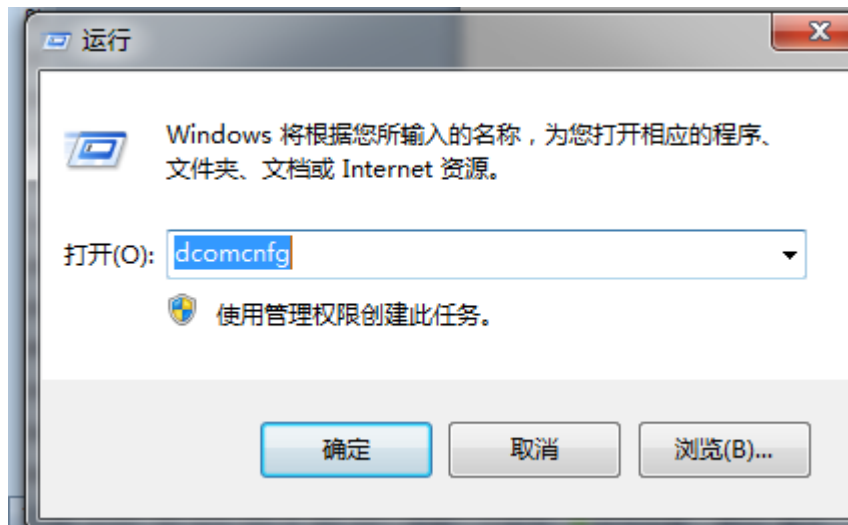 运行
Windows 将根据您所输入的名称，为您打开相应的程序、
文件夹、文档或 Internet 资源。
打开(O): dcomcnfg
使用管理权限创建此任务。
确定 取消 浏览(B)...